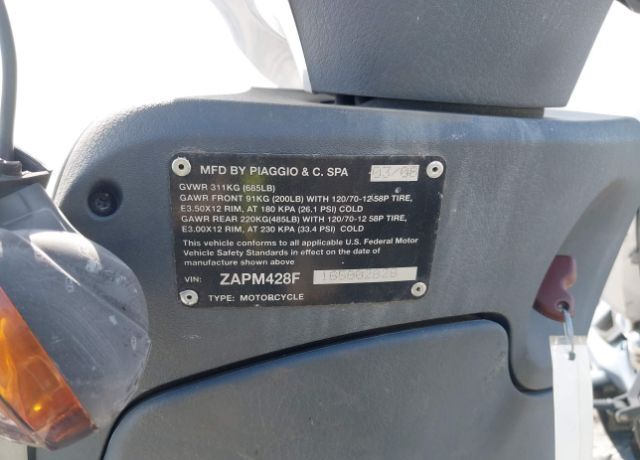 MFD BY PIAGGIO & C. SPA 03/08
GVWR 311KG (685LB)
GAWR FRONT 91KG (200LB) WITH 120/70-12 58P TIRE,
E3.50X12 RIM, AT 180 KPA (26.1 PSI) COLD
GAWR REAR 220KG(485LB) WITH 120/70-12 58P TIRE,
E3.00X12 RIM, AT 230 KPA (33.4 PSI) COLD
This vehicle conforms to all applicable U.S. Federal Motor
Vehicle Safety Standards in effect on the date of
manufacture shown above
VIN: ZAPM428F
TYPE: MOTORCYCLE